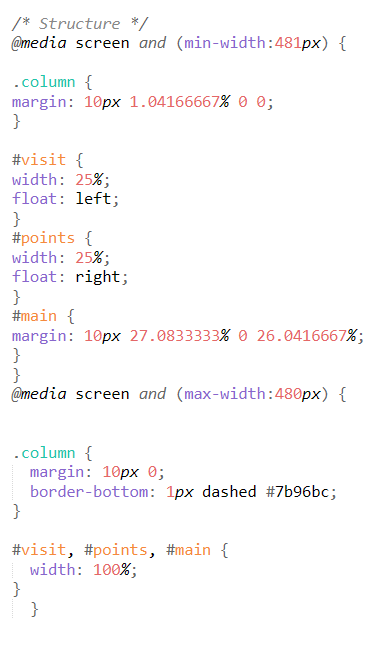 /* Structure */
@media screen and (min-width:481px) {
.column {
margin: 10px 1.04166667% 0 0;
}
#visit {
width: 25%;
float: left;
}
#points {
width: 25%;
float: right;
}
#main {
margin: 10px 27.0833333% 0 26.0416667%;
}
}
@media screen and (max-width:480px) {
.column {
margin: 10px 0;
border-bottom: 1px dashed #7b96bc;
}
#visit, #points, #main {
width: 100%;
}
}